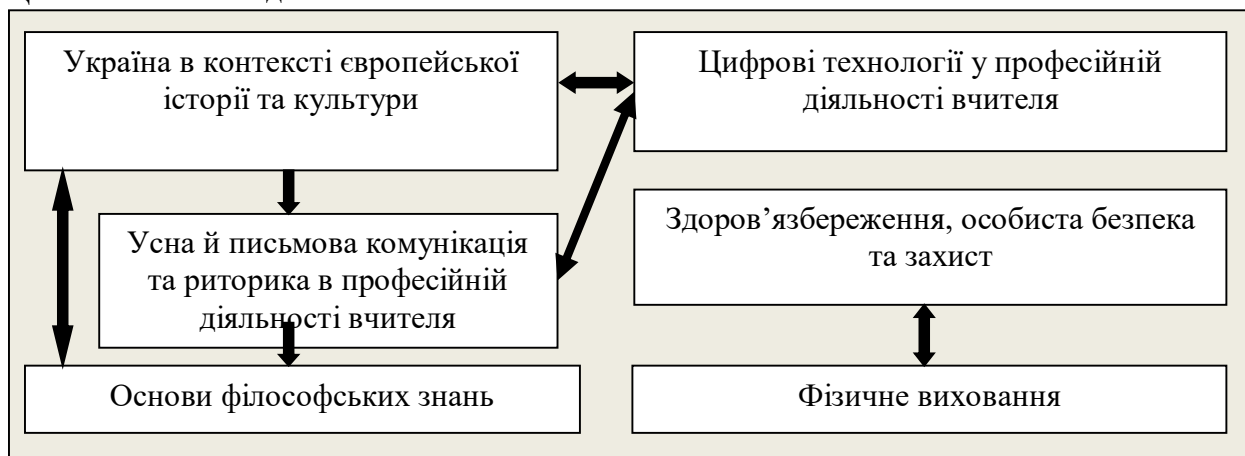 Україна в контексті європейської
історії та культури
Цифрові технології у професійній
діяльності вчителя
Усна й письмова комунікація
та риторика в професійній
діяльності вчителя
Здоров’язбереження, особиста безпека
та захист
Основи філософських знань
Фізичне виховання